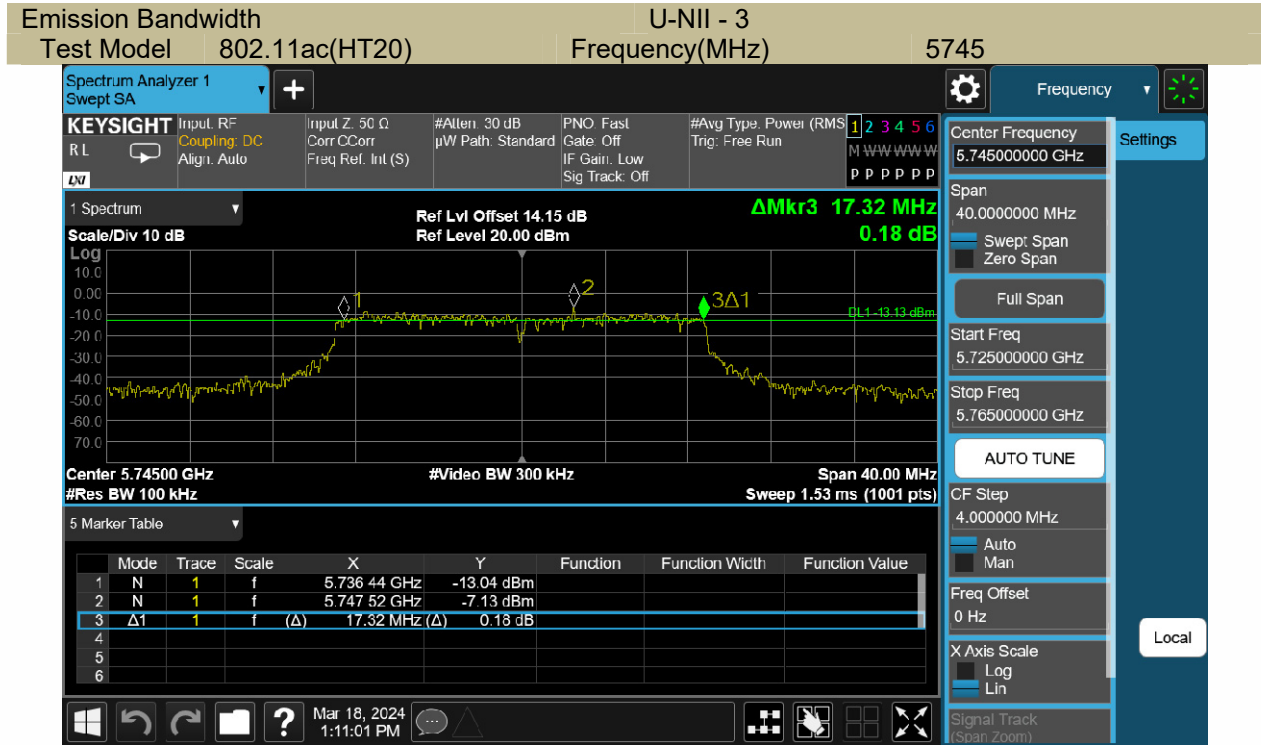 Emission Bandwidth U-NII - 3
Test Model 802.11ac(HT20) Frequency(MHz) 5745
Spectrum Analyzer 1
Swept SA
+
Frequency
KEYSIGHT
RL
LXI
Input: RF
Coupling: DC
Align: Auto
Input Z: 50 Ω
Corr CCorr
Freq Ref: Int (S)
#Atten: 30 dB
µW Path: Standard
PNO: Fast
Gate: Off
IF Gain: Low
Sig Track: Off
#Avg Type: Power (RMS
Trig: Free Run
1 2 3 4 5 6
M W W W W W
P P P P P P
1 Spectrum
Scale/Div 10 dB
Ref Lvl Offset 14.15 dB
Ref Level 20.00 dBm
ΔMkr3 17.32 MHz
0.18 dB
Log
10.0
0.00
-10.0
-20.0
-30.0
-40.0
-50.0
-60.0
70.0
1
2
3Δ1
DL1 -13.13 dBm
Center 5.74500 GHz
#Video BW 300 kHz
Span 40.00 MHz
#Res BW 100 kHz
Sweep 1.53 ms (1001 pts)
5 Marker Table
Mode Trace Scale X Y Function Function Width Function Value
1 N 1 f 5.736 44 GHz -13.04 dBm
2 N 1 f 5.747 52 GHz -7.13 dBm
3 Δ1 1 f (Δ) 17.32 MHz (Δ) 0.18 dB
4
5
6
Mar 18, 2024
1:11:01 PM
?
Center Frequency
5.745000000 GHz
Settings
Span
40.0000000 MHz
Swept Span
Zero Span
Full Span
Start Freq
5.725000000 GHz
Stop Freq
5.765000000 GHz
AUTO TUNE
CF Step
4.000000 MHz
Auto
Man
Freq Offset
0 Hz
X Axis Scale
Log
Lin
Signal Track
(Span Zoom)
Local